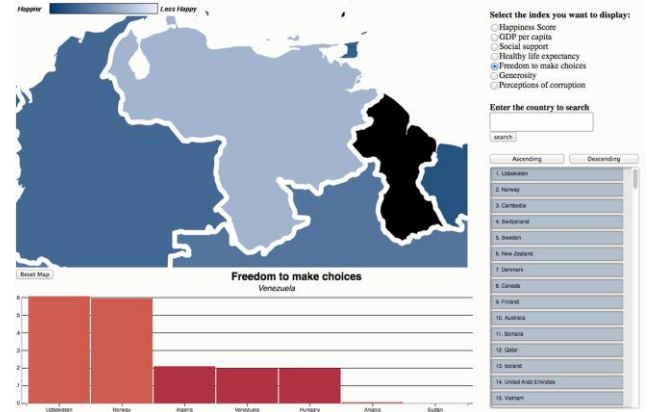 Happier
Less Happy
Select the index you want to display:
Happiness Score
GDP per capita
Social support
Healthy life expectancy
Freedom to make choices
Generosity
Perceptions of corruption
Enter the country to search
search
Ascending
Descending
1. Uzbekistan
2. Norway
3. Cambodia
4. Switzerland
5. Sweden
6. New Zealand
7. Denmark
8. Canada
9. Finland
10. Australia
11. Somalia
12. Qatar
13. Iceland
14. United Arab Emirates
15. Vietnam
Reset Map
Freedom to make choices
Venezuela
.6
.5
.4
.3
.2
.1
0
Uzbekistan
Norway
Algeria
Venezuela
Hungary
Angola
Sudan